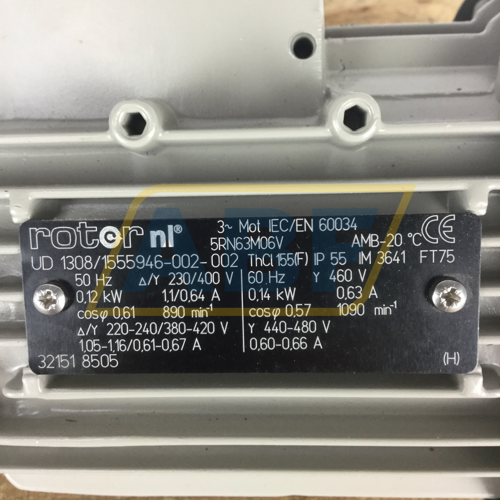 rotor nl®
3~ Mot IEC/EN 60034
5RN63M06V AMB-20 °C CE
UD 1308/1555946-002-002 ThCl.155(F) IP 55 IM 3641 FT75
50 Hz Δ/Y 230/400 V 60 Hz Y 460 V
0,12 kW 1,1/0,64 A 0,14 kW 0,63 A
cosφ 0,61 890 min⁻¹ cosφ 0,57 1090 min⁻¹
Δ/Y 220-240/380-420 V Y 440-480 V
1,05-1,16/0,61-0,67 A 0,60-0,66 A
32151 8505 (H)